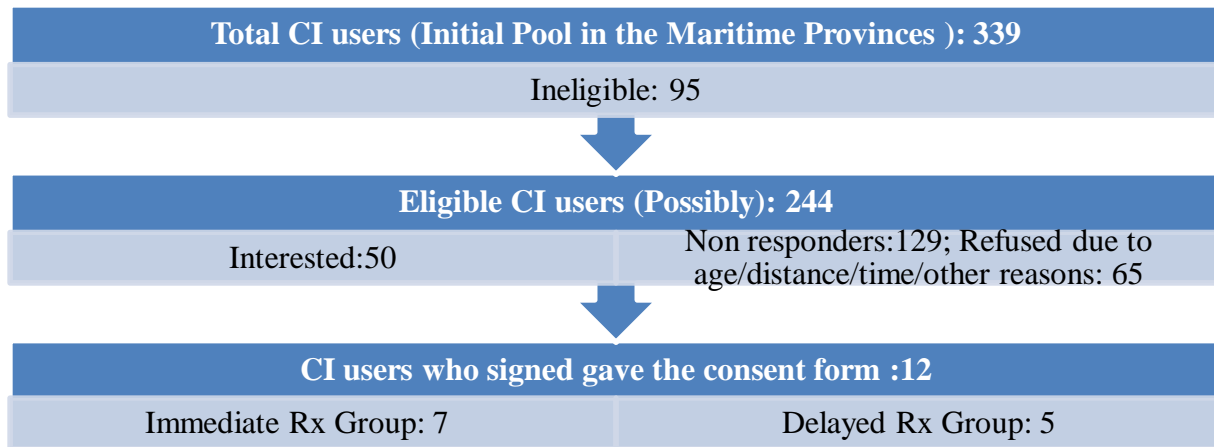 Total CI users (Initial Pool in the Maritime Provinces ): 339
Ineligible: 95
Eligible CI users (Possibly): 244
Interested:50
Non responders:129; Refused due to
age/distance/time/other reasons: 65
CI users who signed gave the consent form :12
Immediate Rx Group: 7
Delayed Rx Group: 5